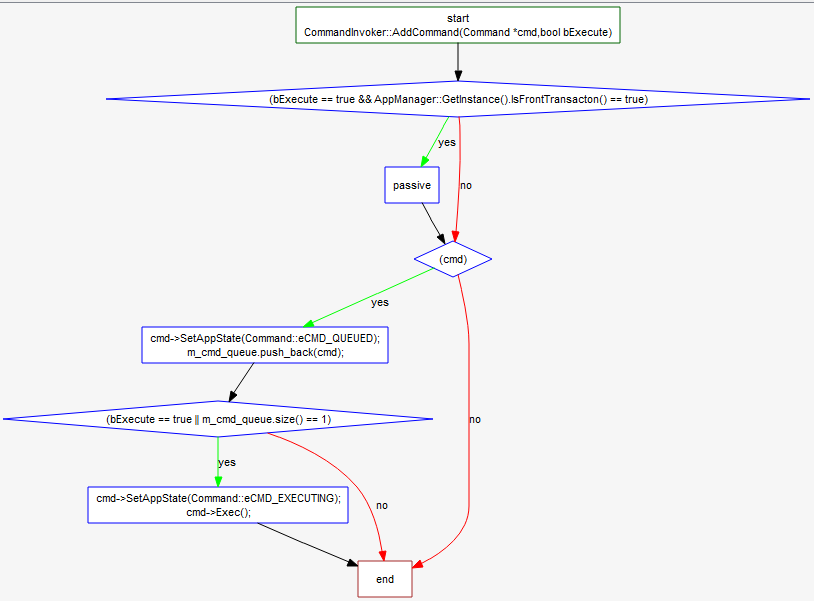 start
CommandInvoker::AddCommand(Command *cmd,bool bExecute)
(bExecute == true && AppManager::GetInstance().IsFrontTransacton() == true)
yes
passive
no
(cmd)
yes
cmd->SetAppState(Command::eCMD_QUEUED);
m_cmd_queue.push_back(cmd);
(bExecute == true || m_cmd_queue.size() == 1)
no
yes
cmd->SetAppState(Command::eCMD_EXECUTING);
cmd->Exec();
no
end